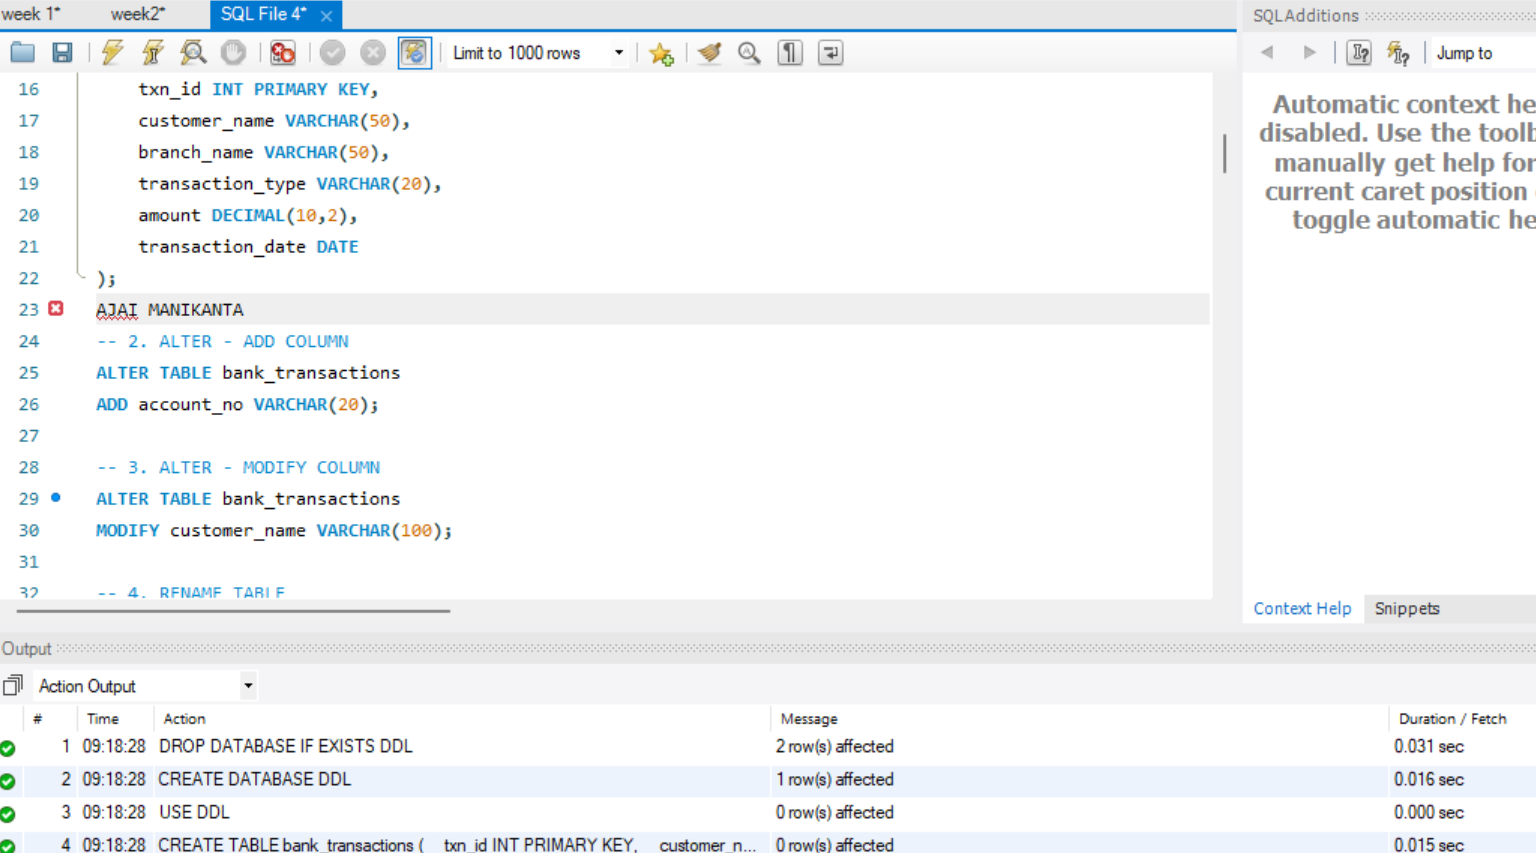 week 1*
week2*
SQL File 4*
SQLAdditions
Limit to 1000 rows
Jump to
16 txn_id INT PRIMARY KEY,
17 customer_name VARCHAR(50),
18 branch_name VARCHAR(50),
19 transaction_type VARCHAR(20),
20 amount DECIMAL(10,2),
21 transaction_date DATE
22 );
23 AJAI MANIKANTA
24 -- 2. ALTER - ADD COLUMN
25 ALTER TABLE bank_transactions
26 ADD account_no VARCHAR(20);
27
28 -- 3. ALTER - MODIFY COLUMN
29 ALTER TABLE bank_transactions
30 MODIFY customer_name VARCHAR(100);
31
32 -- 4. RENAME TABLE
Automatic context he
disabled. Use the toolb
manually get help for
current caret position
toggle automatic he
Context Help Snippets
Output
Action Output
# Time Action Message Duration / Fetch
1 09:18:28 DROP DATABASE IF EXISTS DDL 2 row(s) affected 0.031 sec
2 09:18:28 CREATE DATABASE DDL 1 row(s) affected 0.016 sec
3 09:18:28 USE DDL 0 row(s) affected 0.000 sec
4 09:18:28 CREATE TABLE bank_transactions ( txn_id INT PRIMARY KEY, customer_n... 0 row(s) affected 0.015 sec